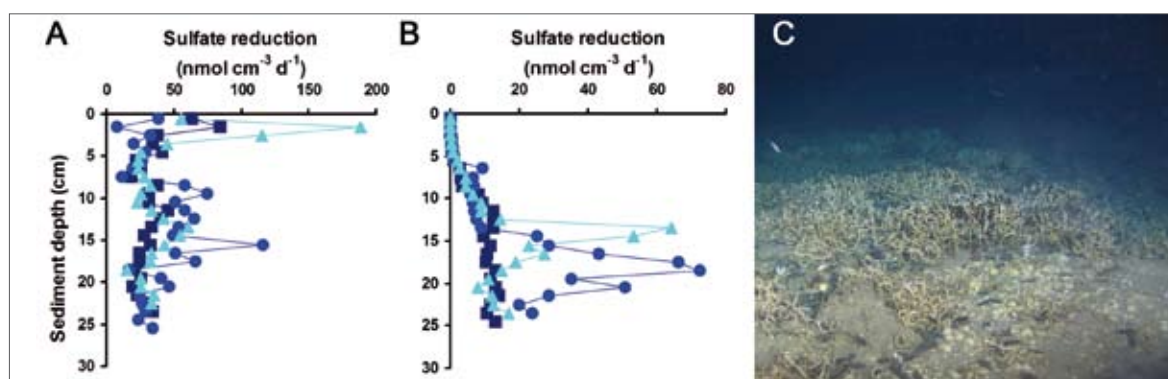 A
Sulfate reduction
(nmol cm⁻³ d⁻¹)
0 50 100 150 200
Sediment depth (cm)
0
5
10
15
20
25
30
B
Sulfate reduction
(nmol cm⁻³ d⁻¹)
0 20 40 60 80
0
5
10
15
20
25
30
C